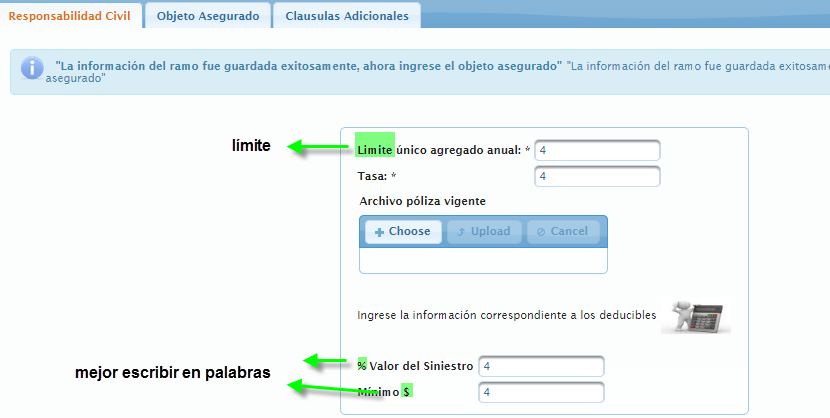 Responsabilidad Civil Objeto Asegurado Clausulas Adicionales
"La información del ramo fue guardada exitosamente, ahora ingrese el objeto asegurado" "La información del ramo fue guardada
asegurado"
límite
Limite único agregado anual: * 4
Tasa: * 4
Archivo póliza vigente
Choose Upload Cancel
Ingrese la información correspondiente a los deducibles
% Valor del Siniestro 4
mejor escribir en palabras
Mínimo $ 4